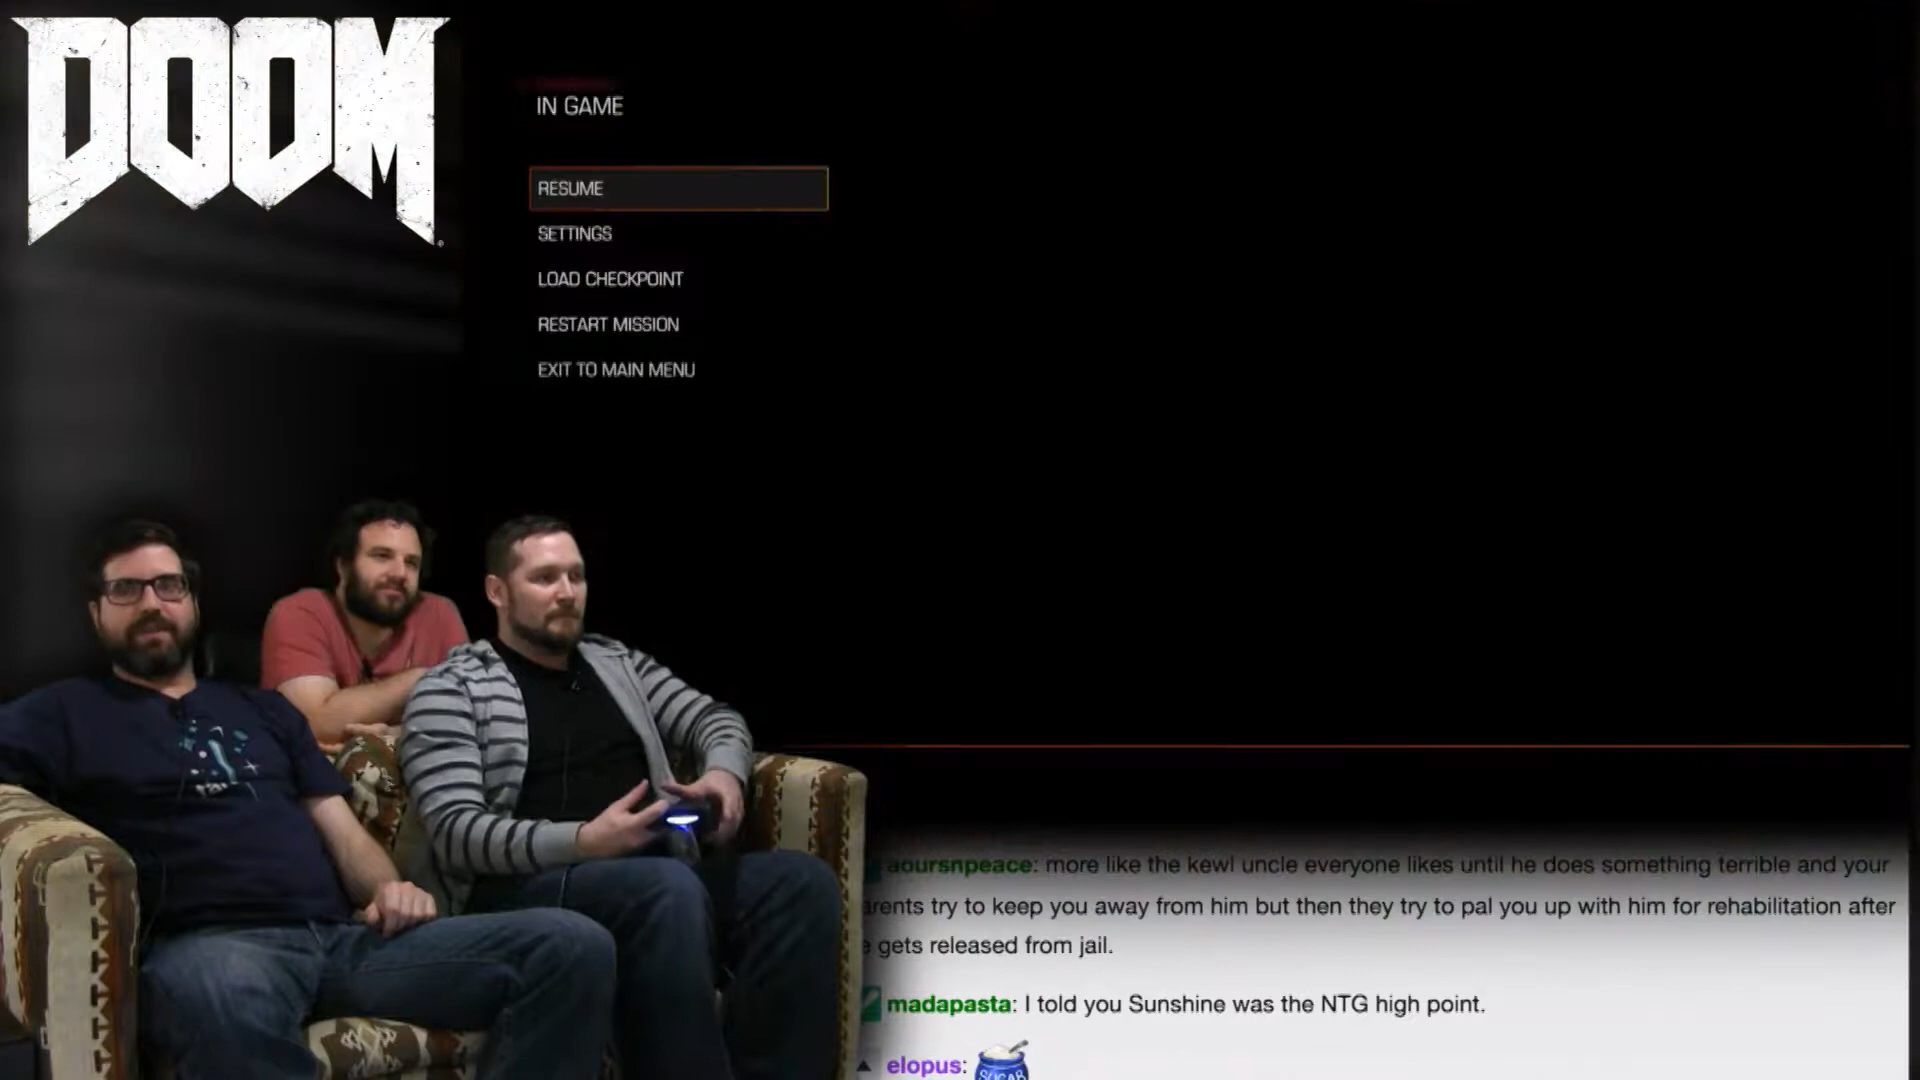 DOOM
IN GAME
RESUME
SETTINGS
LOAD CHECKPOINT
RESTART MISSION
EXIT TO MAIN MENU
aoursnpeace: more like the kewl uncle everyone likes until he does something terrible and your
arents try to keep you away from him but then they try to pal you up with him for rehabilitation after
e gets released from jail.
madapasta: I told you Sunshine was the NTG high point.
elopus:
SUGAR